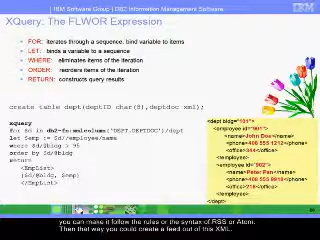 IBM Software Group | DB2 Information Management Software
IBM
XQuery: The FLWOR Expression
FOR: iterates through a sequence, bind variable to items
LET: binds a variable to a sequence
WHERE: eliminates items of the iteration
ORDER: reorders items of the iteration
RETURN: constructs query results
create table dept(deptID char(8),deptdoc xml);
xquery
for $d in db2-fn:xmlcolumn('DEPT.DEPTDOC')/dept
let $emp := $d//employee/name
where $d/@bldg > 95
order by $d/@bldg
return
<EmpList>
{$d/@bldg, $emp}
</EmpList>
<dept bldg="101">
<employee id="901">
<name>John Doe</name>
<phone>408 555 1212</phone>
<office>344</office>
</employee>
<employee id="902">
<name>Peter Pan</name>
<phone>408 555 9918</phone>
<office>216</office>
</employee>
</dept>
you can make it follow the rules or the syntax of RSS or Atom.
Then that way you could create a feed out of this XML.